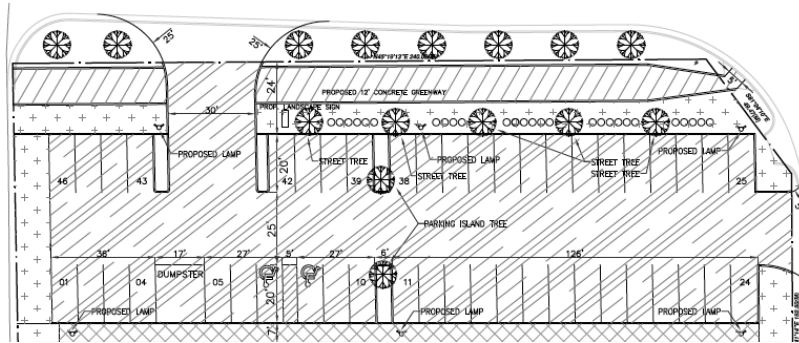 25'
25'
24'
PROPOSED 12' CONCRETE GREENWAY
5'
30'
PROP. LANDSCAPE SIGN
PROPOSED LAMP
STREET TREE
PROPOSED LAMP
STREET TREE
PROPOSED LAMP
STREET TREE
STREET TREE
20'
46
43
42
39
38
25
PARKING ISLAND TREE
25'
36'
17'
27'
5'
27'
6'
126'
DUMPSTER
01
04
05
10
11
24
20'
PROPOSED LAMP
PROPOSED LAMP
PROPOSED LAMP
7'